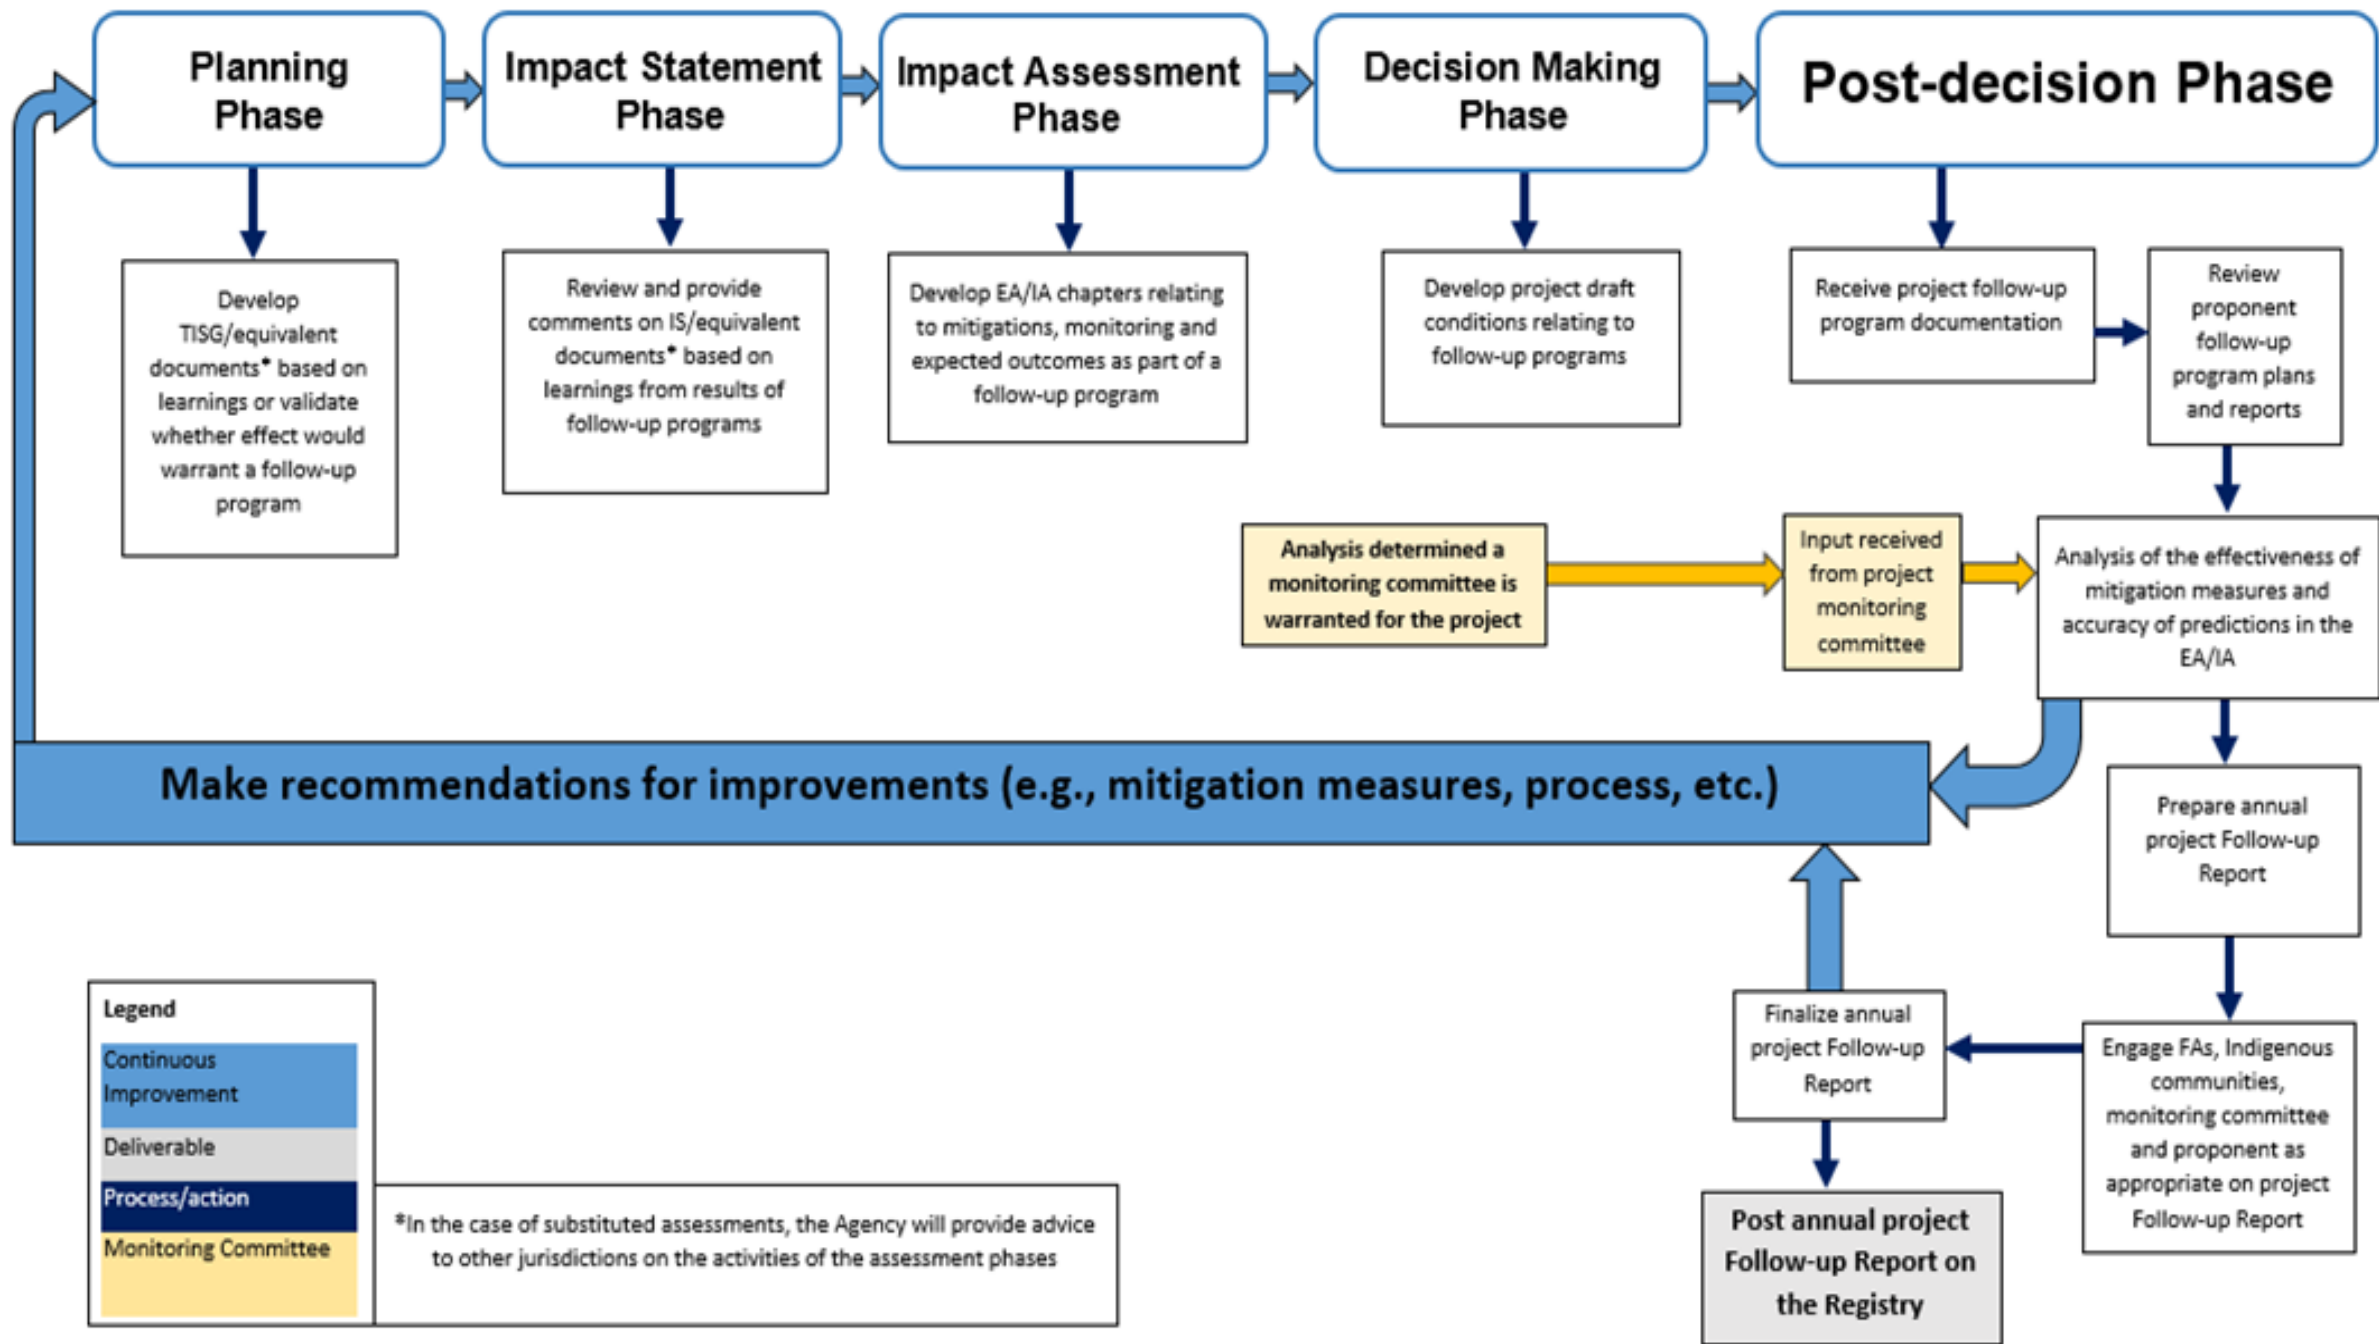 Planning
Phase
Impact Statement
Phase
Impact Assessment
Phase
Decision Making
Phase
Post-decision Phase
Develop
TISG/equivalent
documents* based on
learnings or validate
whether effect would
warrant a follow-up
program
Review and provide
comments on IS/equivalent
documents* based on
learnings from results of
follow-up programs
Develop EA/IA chapters relating
to mitigations, monitoring and
expected outcomes as part of a
follow-up program
Develop project draft
conditions relating to
follow-up programs
Receive project follow-up
program documentation
Review
proponent
follow-up
program plans
and reports
Analysis determined a
monitoring committee is
warranted for the project
Input received
from project
monitoring
committee
Analysis of the effectiveness of
mitigation measures and
accuracy of predictions in the
EA/IA
Make recommendations for improvements (e.g., mitigation measures, process, etc.)
Prepare annual
project Follow-up
Report
Engage FAs, Indigenous
communities,
monitoring committee
and proponent as
appropriate on project
Follow-up Report
Finalize annual
project Follow-up
Report
Post annual project
Follow-up Report on
the Registry
Legend
Continuous
Improvement
Deliverable
Process/action
Monitoring Committee
*In the case of substituted assessments, the Agency will provide advice
to other jurisdictions on the activities of the assessment phases